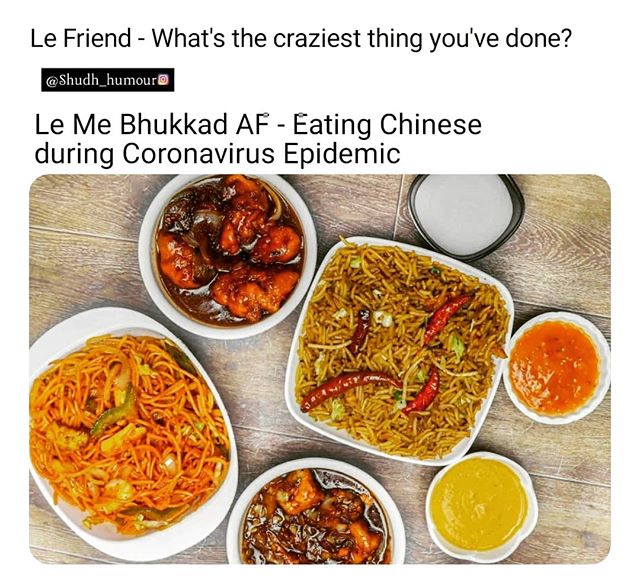 Le Friend - What's the craziest thing you've done?
@Shudh_humour
Le Me Bhukkad AF - Eating Chinese
during Coronavirus Epidemic